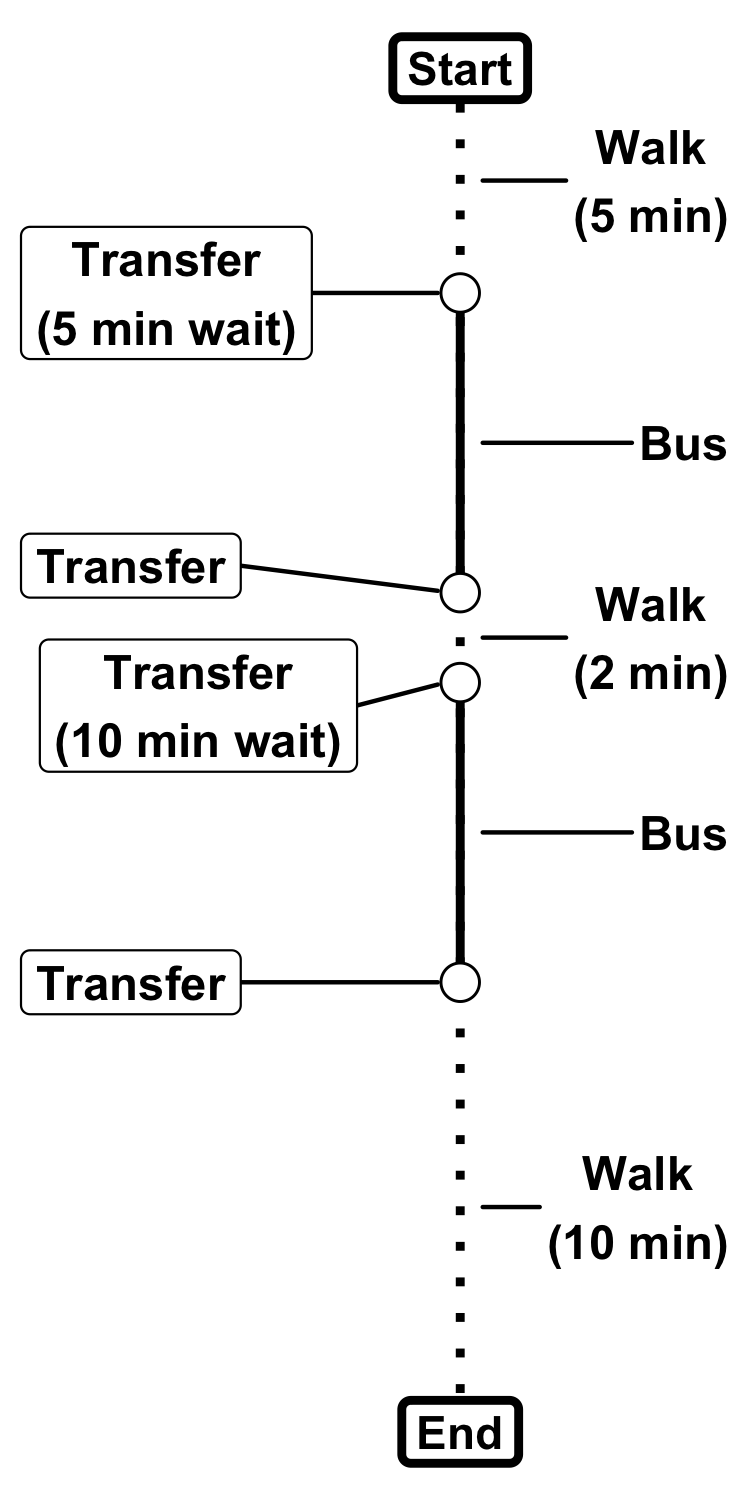 Start
Walk
(5 min)
Transfer
(5 min wait)
Bus
Transfer
Walk
(2 min)
Transfer
(10 min wait)
Bus
Transfer
Walk
(10 min)
End